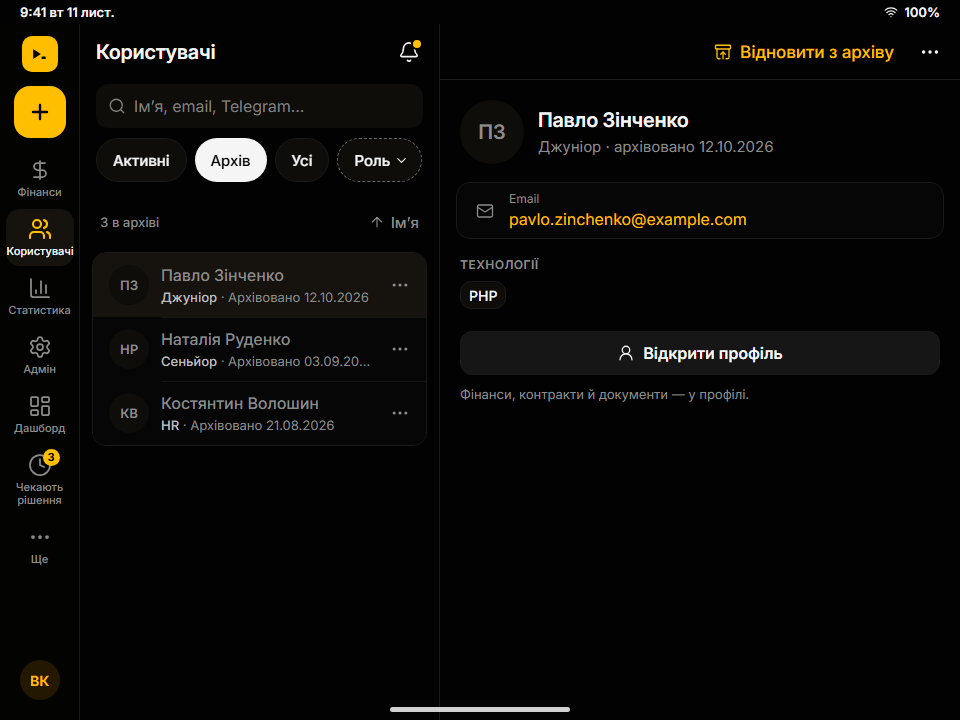 9:41 вт 11 лист.
100%
Фінанси
Користувачі
Статистика
Адмін
Дашборд
3
Чекають
рішення
Ще
ВК
Користувачі
Ім'я, email, Telegram...
Активні
Архів
Усі
Роль
3 в архіві
Ім'я
ПЗ
Павло Зінченко
Джуніор · Архівовано 12.10.2026
НР
Наталія Руденко
Сеньйор · Архівовано 03.09.20...
КВ
Костянтин Волошин
HR · Архівовано 21.08.2026
Відновити з архіву
ПЗ
Павло Зінченко
Джуніор · архівовано 12.10.2026
Email
pavlo.zinchenko@example.com
ТЕХНОЛОГІЇ
PHP
Відкрити профіль
Фінанси, контракти й документи — у профілі.